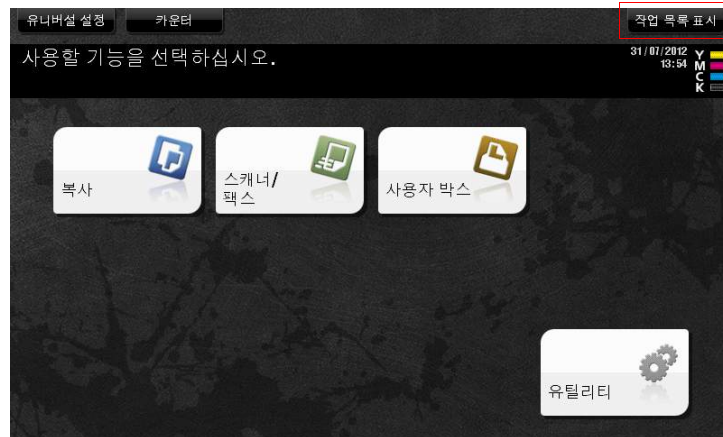 유니버설 설정
카운터
작업 목록 표시
사용할 기능을 선택하십시오.
31/07/2012
13:54
Y
M
C
K
복사
스캐너/
팩스
사용자 박스
유틸리티